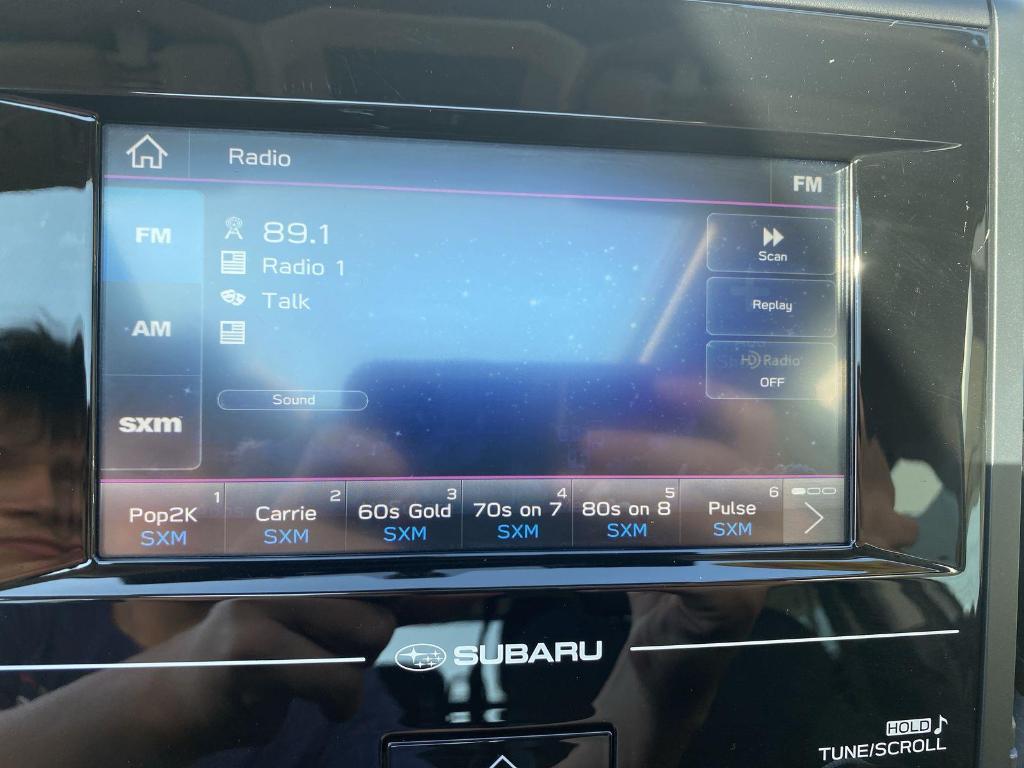 Radio
FM
FM
AM
sxm
89.1
Radio 1
Talk
Sound
Scan
Replay
HD Radio
OFF
1
Pop2K
SXM
2
Carrie
SXM
3
60s Gold
SXM
4
70s on 7
SXM
5
80s on 8
SXM
6
Pulse
SXM
SUBARU
HOLD
TUNE/SCROLL